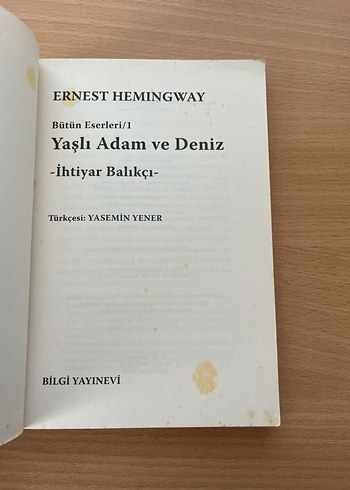 ERNEST HEMINGWAY
Bütün Eserleri/1
Yaşlı Adam ve Deniz
-İhtiyar Balıkçı-
Türkçesi: YASEMİN YENER
BİLGİ YAYINEVİ